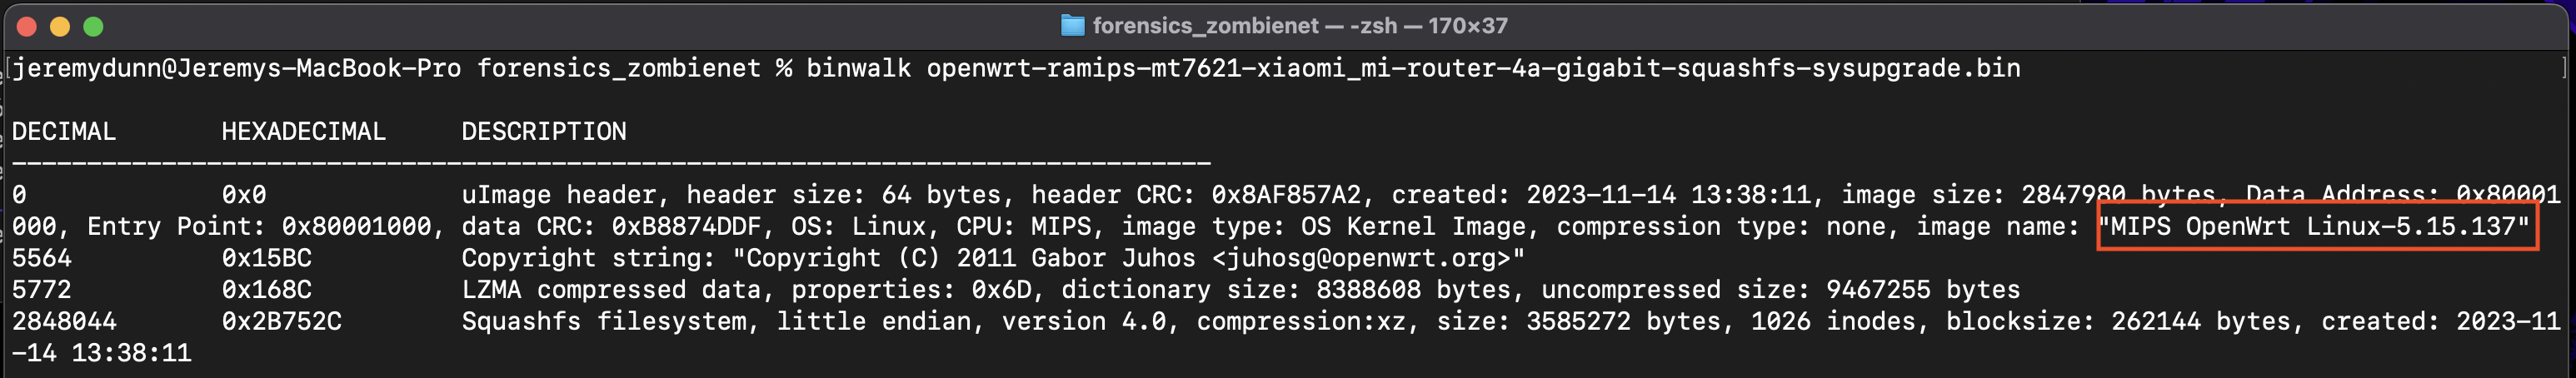 forensics_zombienet — -zsh — 170×37
[jeremydunn@Jeremys-MacBook-Pro forensics_zombienet % binwalk openwrt-ramips-mt7621-xiaomi_mi-router-4a-gigabit-squashfs-sysupgrade.bin ]
DECIMAL HEXADECIMAL DESCRIPTION
--------------------------------------------------------------------------------
0 0x0 uImage header, header size: 64 bytes, header CRC: 0x8AF857A2, created: 2023-11-14 13:38:11, image size: 2847980 bytes, Data Address: 0x80001
000, Entry Point: 0x80001000, data CRC: 0xB8874DDF, OS: Linux, CPU: MIPS, image type: OS Kernel Image, compression type: none, image name: "MIPS OpenWrt Linux-5.15.137"
5564 0x15BC Copyright string: "Copyright (C) 2011 Gabor Juhos <juhosg@openwrt.org>"
5772 0x168C LZMA compressed data, properties: 0x6D, dictionary size: 8388608 bytes, uncompressed size: 9467255 bytes
2848044 0x2B752C Squashfs filesystem, little endian, version 4.0, compression:xz, size: 3585272 bytes, 1026 inodes, blocksize: 262144 bytes, created: 2023-11
-14 13:38:11